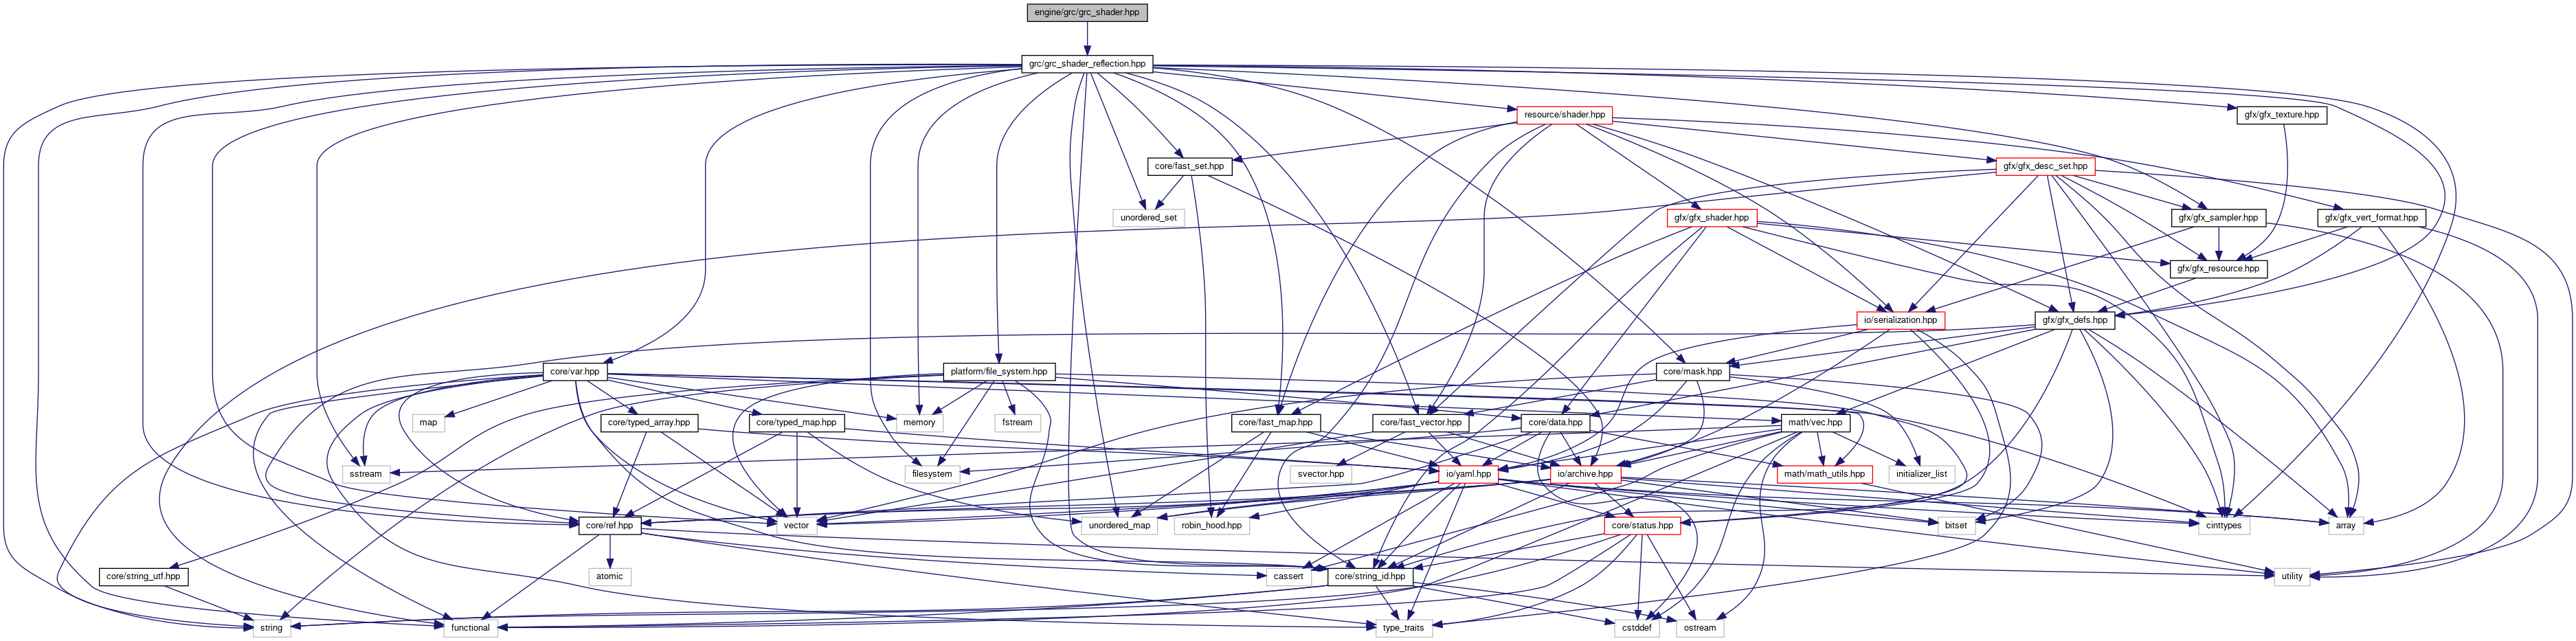 engine/grc/grc_shader.hpp
grc/grc_shader_reflection.hpp
resource/shader.hpp
gfx/gfx_texture.hpp
core/fast_set.hpp
gfx/gfx_desc_set.hpp
unordered_set
gfx/gfx_shader.hpp
gfx/gfx_sampler.hpp
gfx/gfx_vert_format.hpp
gfx/gfx_resource.hpp
io/serialization.hpp
gfx/gfx_defs.hpp
core/var.hpp
platform/file_system.hpp
core/mask.hpp
map
core/typed_array.hpp
core/typed_map.hpp
memory
fstream
core/fast_map.hpp
core/fast_vector.hpp
core/data.hpp
math/vec.hpp
sstream
filesystem
svector.hpp
io/yaml.hpp
io/archive.hpp
math/math_utils.hpp
initializer_list
core/ref.hpp
vector
unordered_map
robin_hood.hpp
core/status.hpp
bitset
cinttypes
array
core/string_utf.hpp
atomic
cassert
core/string_id.hpp
utility
string
functional
type_traits
cstddef
ostream